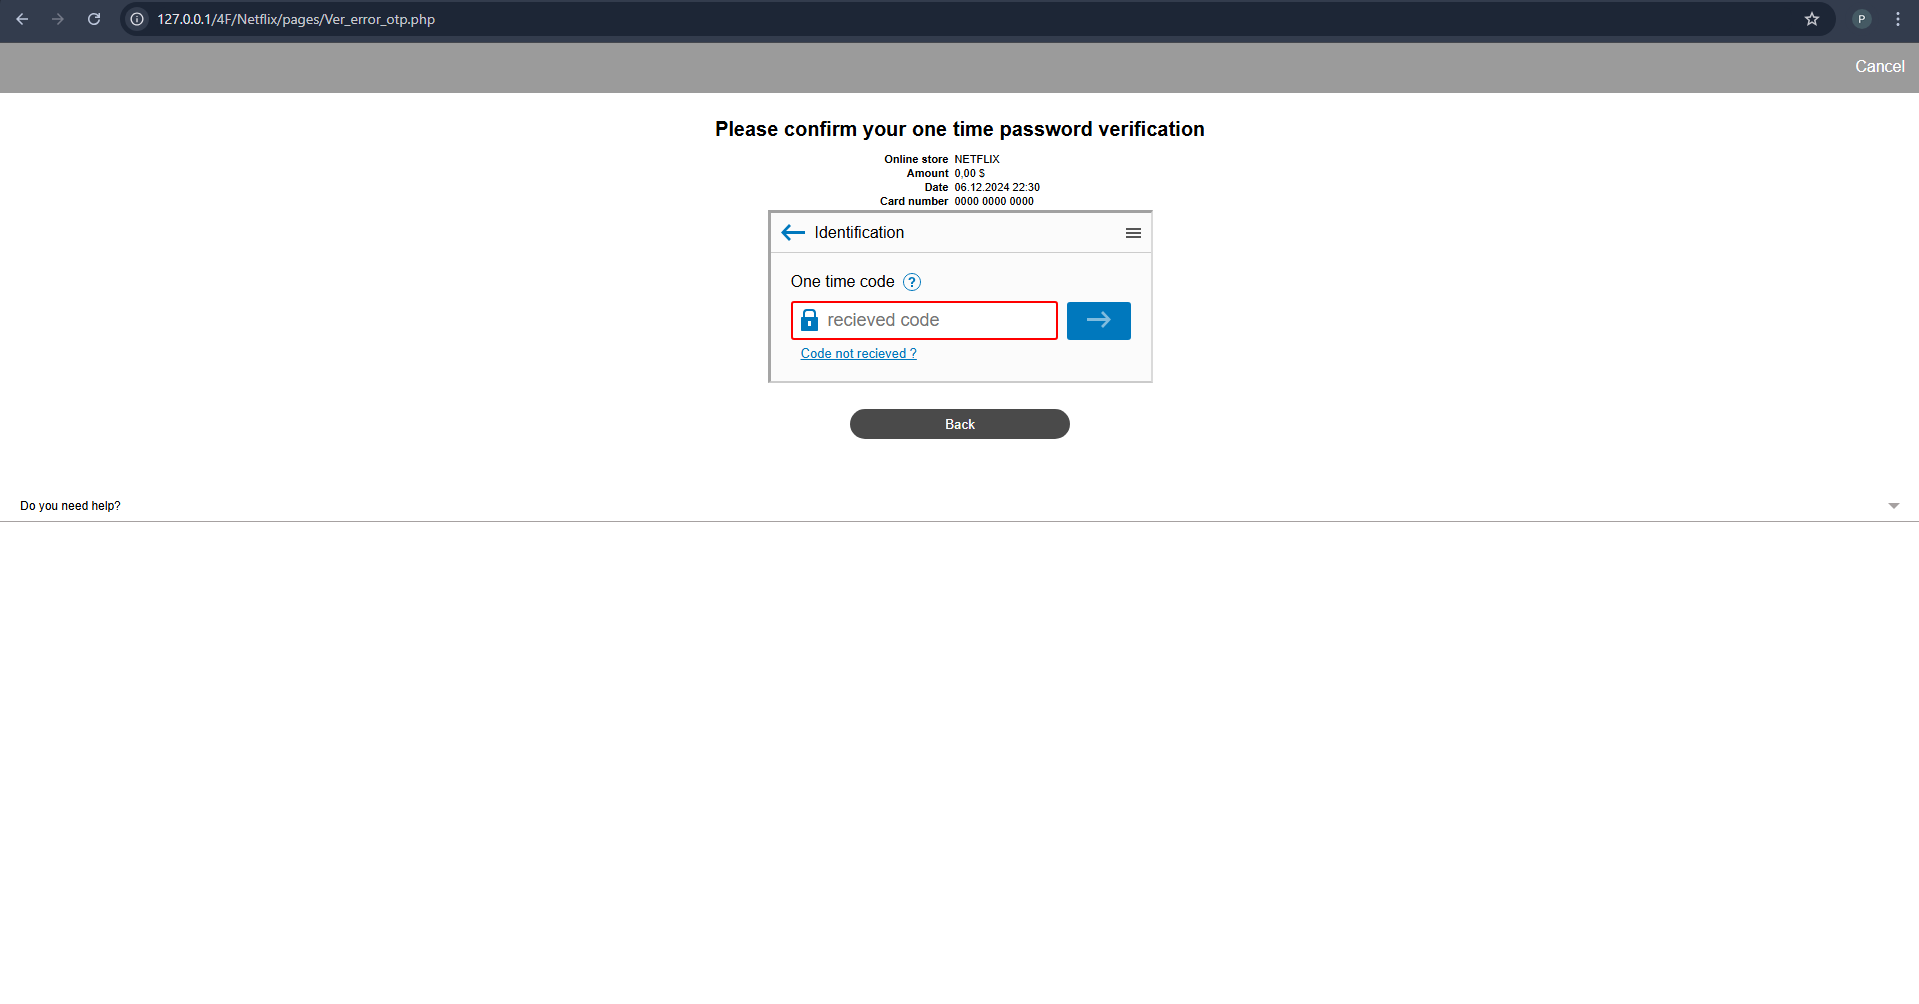 127.0.0.1/4F/Netflix/pages/Ver_error_otp.php
P
Cancel
Please confirm your one time password verification
Online store NETFLIX
Amount 0,00 $
Date 06.12.2024 22:30
Card number 0000 0000 0000
Identification
One time code ?
recieved code
Code not recieved ?
Back
Do you need help?